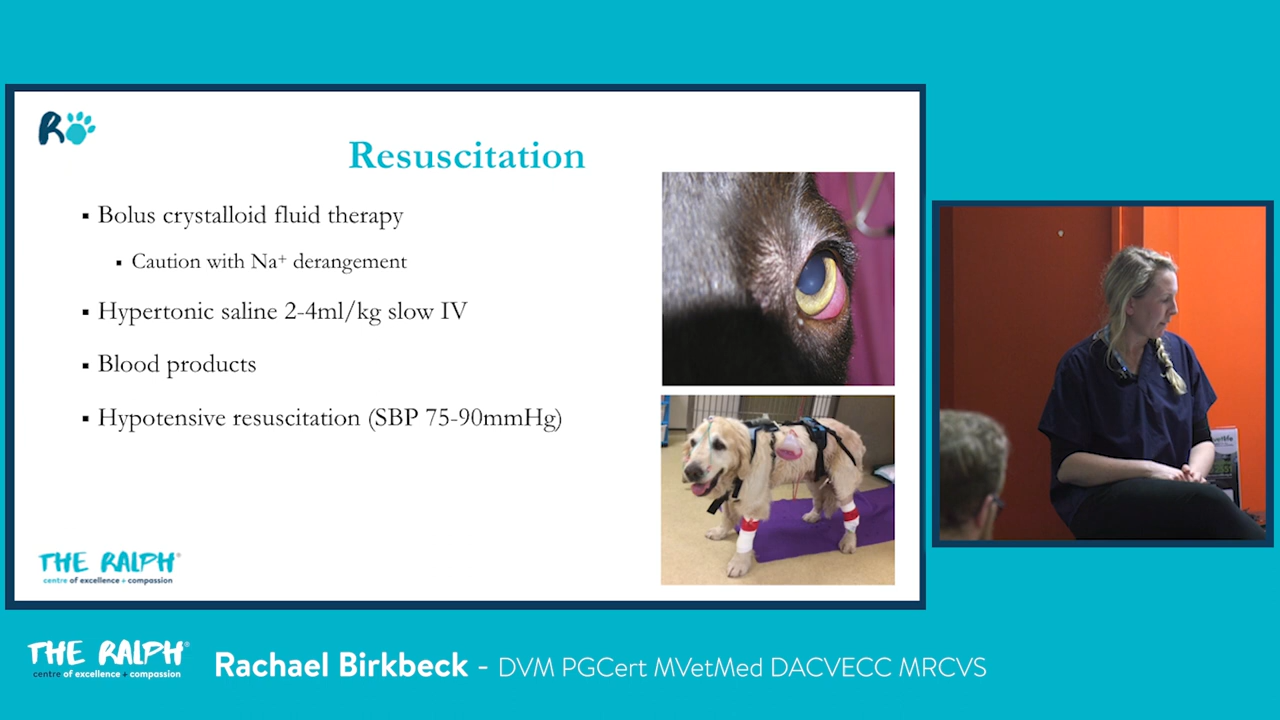 R
Resuscitation
▪ Bolus crystalloid fluid therapy
▪ Caution with Na⁺ derangement
▪ Hypertonic saline 2-4ml/kg slow IV
▪ Blood products
▪ Hypotensive resuscitation (SBP 75-90mmHg)
THE RALPH®
centre of excellence + compassion
THE RALPH®
centre of excellence + compassion
Rachael Birkbeck - DVM PGCert MVetMed DACVECC MRCVS